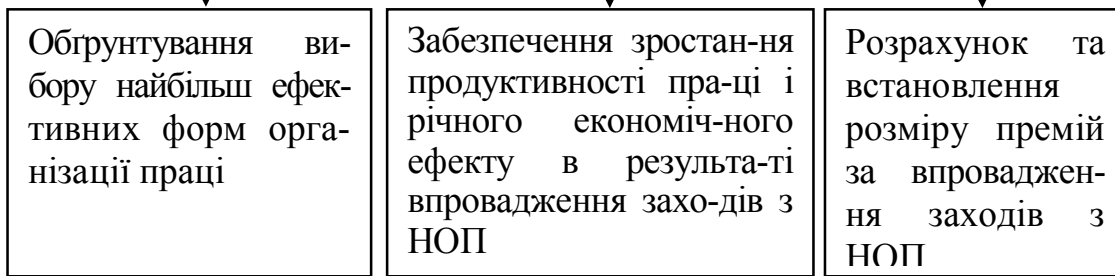 Обґрунтування ви-
бору найбільш ефек-
тивних форм орга-
нізації праці
Забезпечення зростан-ня
продуктивності пра-ці і
річного економіч-ного
ефекту в результа-ті
впровадження захо-дів з
НОП
Розрахунок та
встановлення
розміру премій
за впроваджен-
ня заходів з
НОП